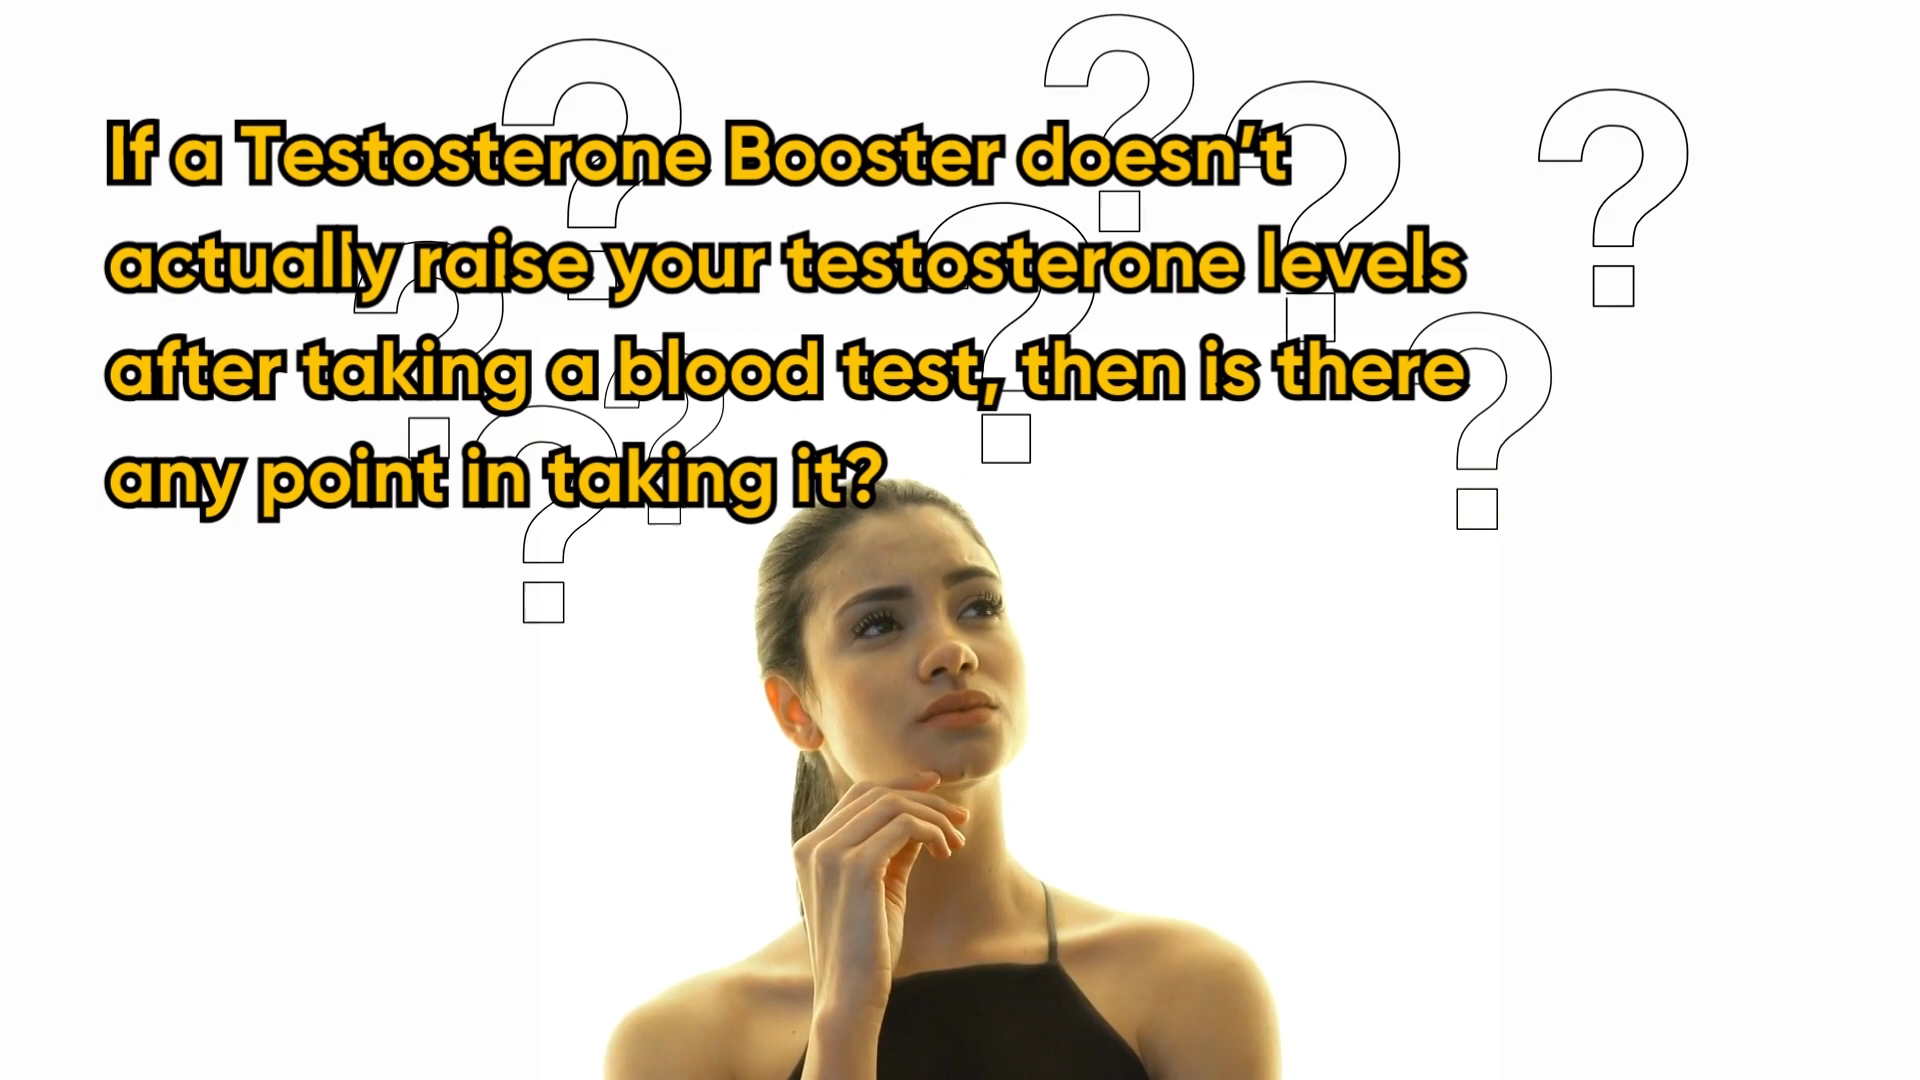 If a Testosterone Booster doesn’t
actually raise your testosterone levels
after taking a blood test, then is there
any point in taking it?